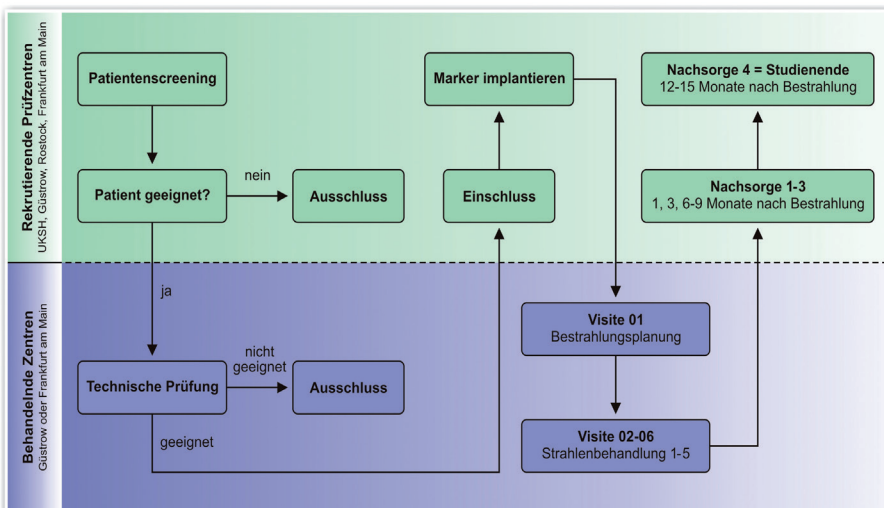 Rekrutierende Prüfzentren
UKSH, Güstrow, Rostock, Frankfurt am Main
Patientenscreening
Patient geeignet?
nein
Ausschluss
Marker implantieren
Einschluss
Nachsorge 4 = Studienende
12-15 Monate nach Bestrahlung
Nachsorge 1-3
1, 3, 6-9 Monate nach Bestrahlung
Behandelnde Zentren
Güstrow oder Frankfurt am Main
ja
Technische Prüfung
nicht
geeignet
Ausschluss
geeignet
Visite 01
Bestrahlungsplanung
Visite 02-06
Strahlenbehandlung 1-5